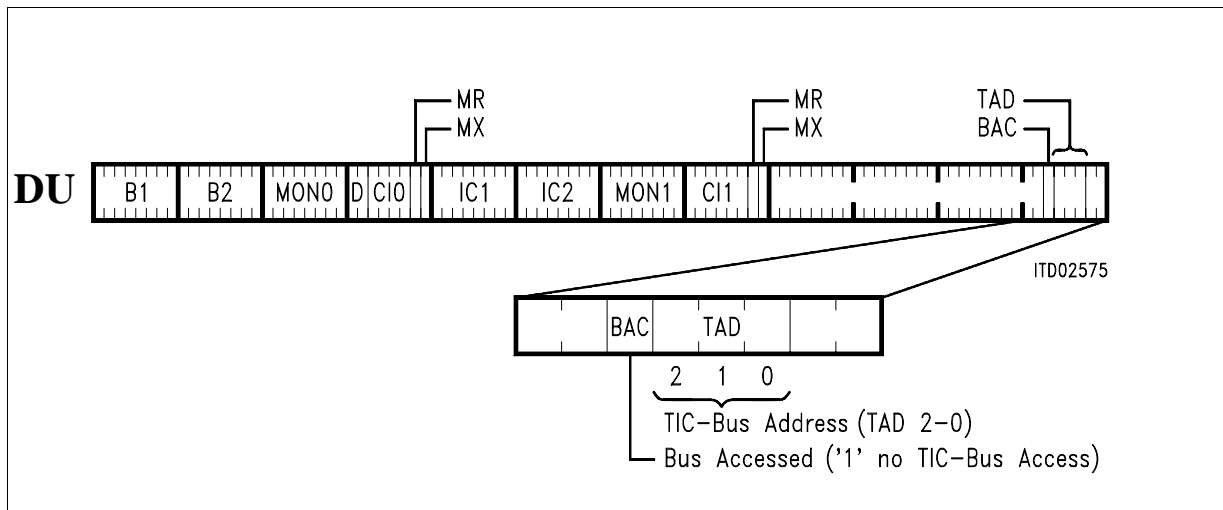 MR MR TAD
MX MX BAC
DU B1 B2 MON0 D CI0 IC1 IC2 MON1 CI1
ITD02575
BAC TAD
2 1 0
TIC-Bus Address (TAD 2-0)
Bus Accessed ('1' no TIC-Bus Access)